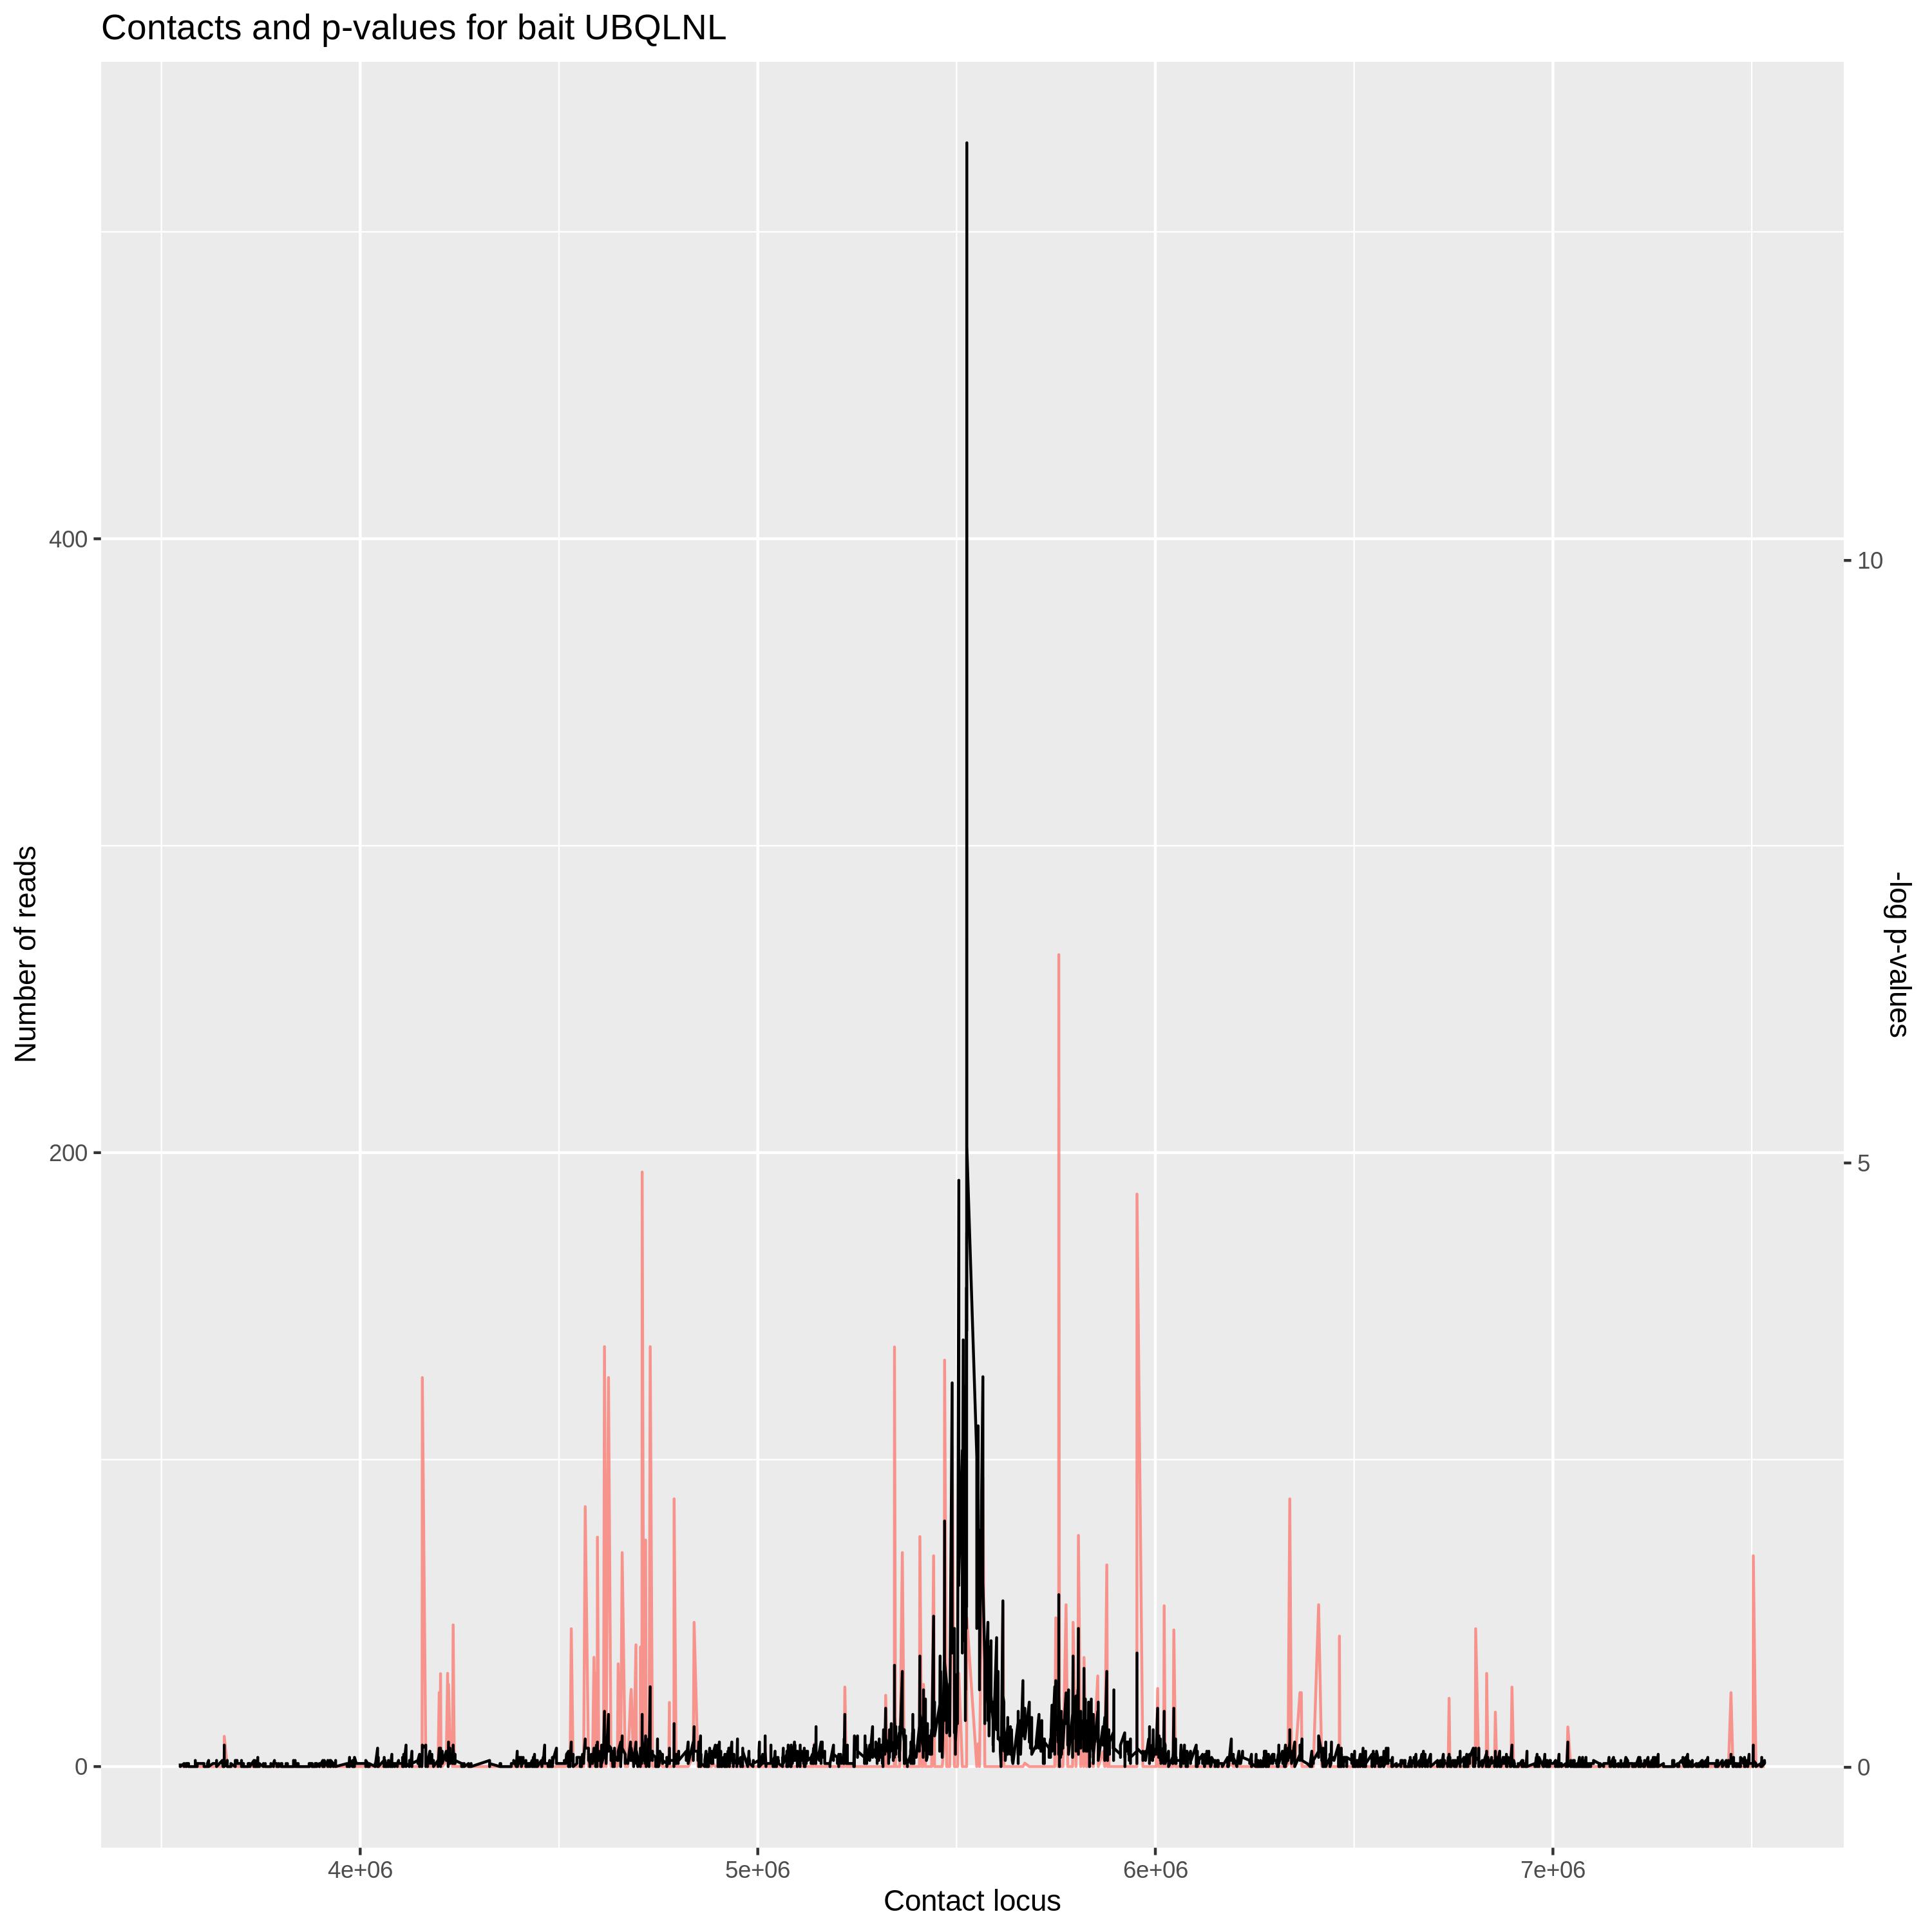 Contacts and p-values for bait UBQLNL
400
200
0
Number of reads
10
5
0
-log p-values
4e+06
5e+06
6e+06
7e+06
Contact locus